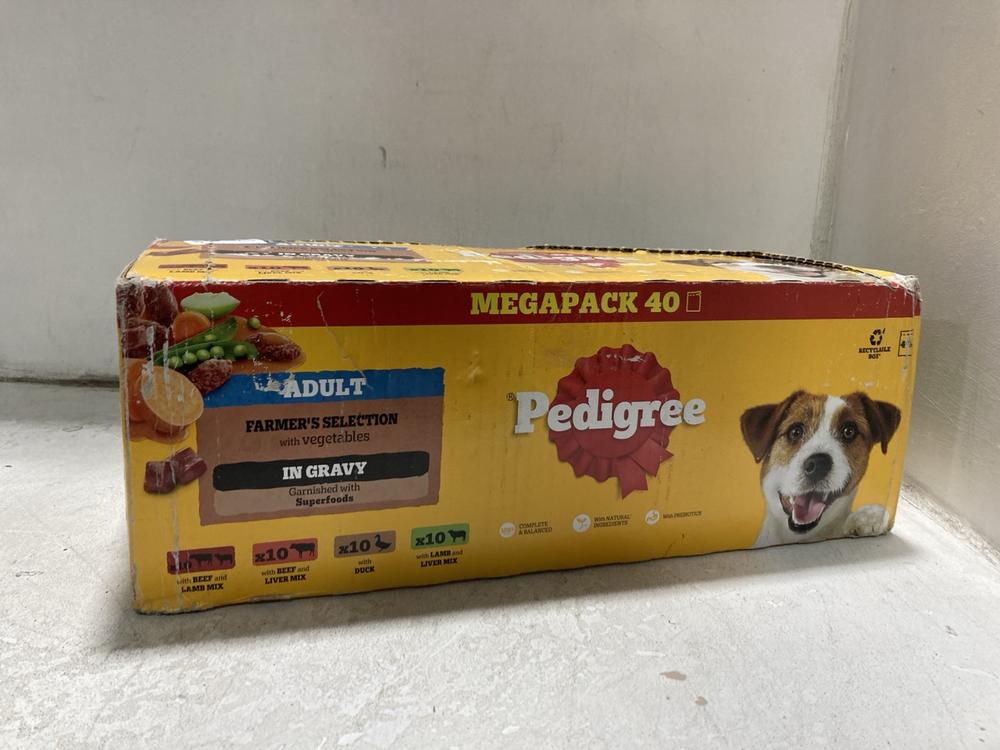 MEGAPACK 40
RECYCLABLE
BOX*
ADULT
FARMER'S SELECTION
with vegetables
IN GRAVY
Garnished with
Superfoods
® Pedigree
100%
COMPLETE
& BALANCED
With NATURAL*
INGREDIENTS
With PREBIOTICS
x10
with BEEF and
LAMB MIX
x10
with BEEF and
LIVER MIX
x10
with
DUCK
x10
with LAMB and
LIVER MIX